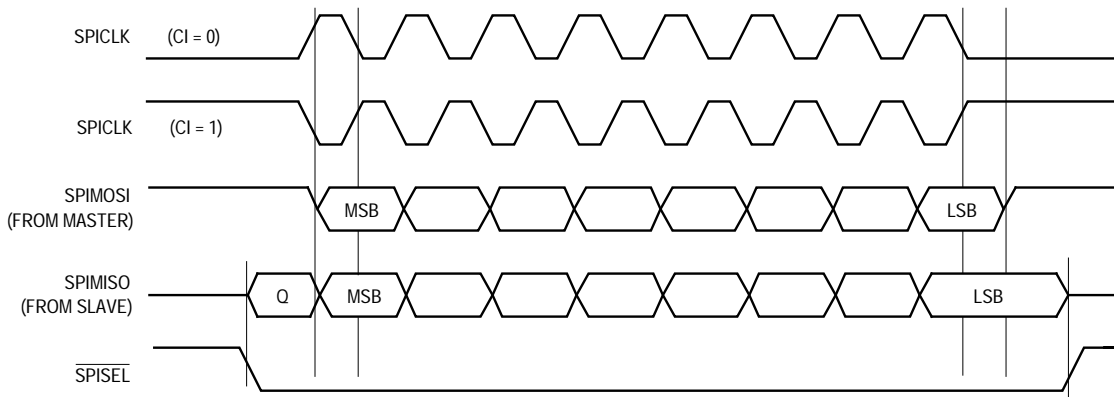 SPICLK (CI = 0)
SPICLK (CI = 1)
SPIMOSI
(FROM MASTER)
MSB LSB
SPIMISO
(FROM SLAVE)
Q MSB LSB
SPISEL